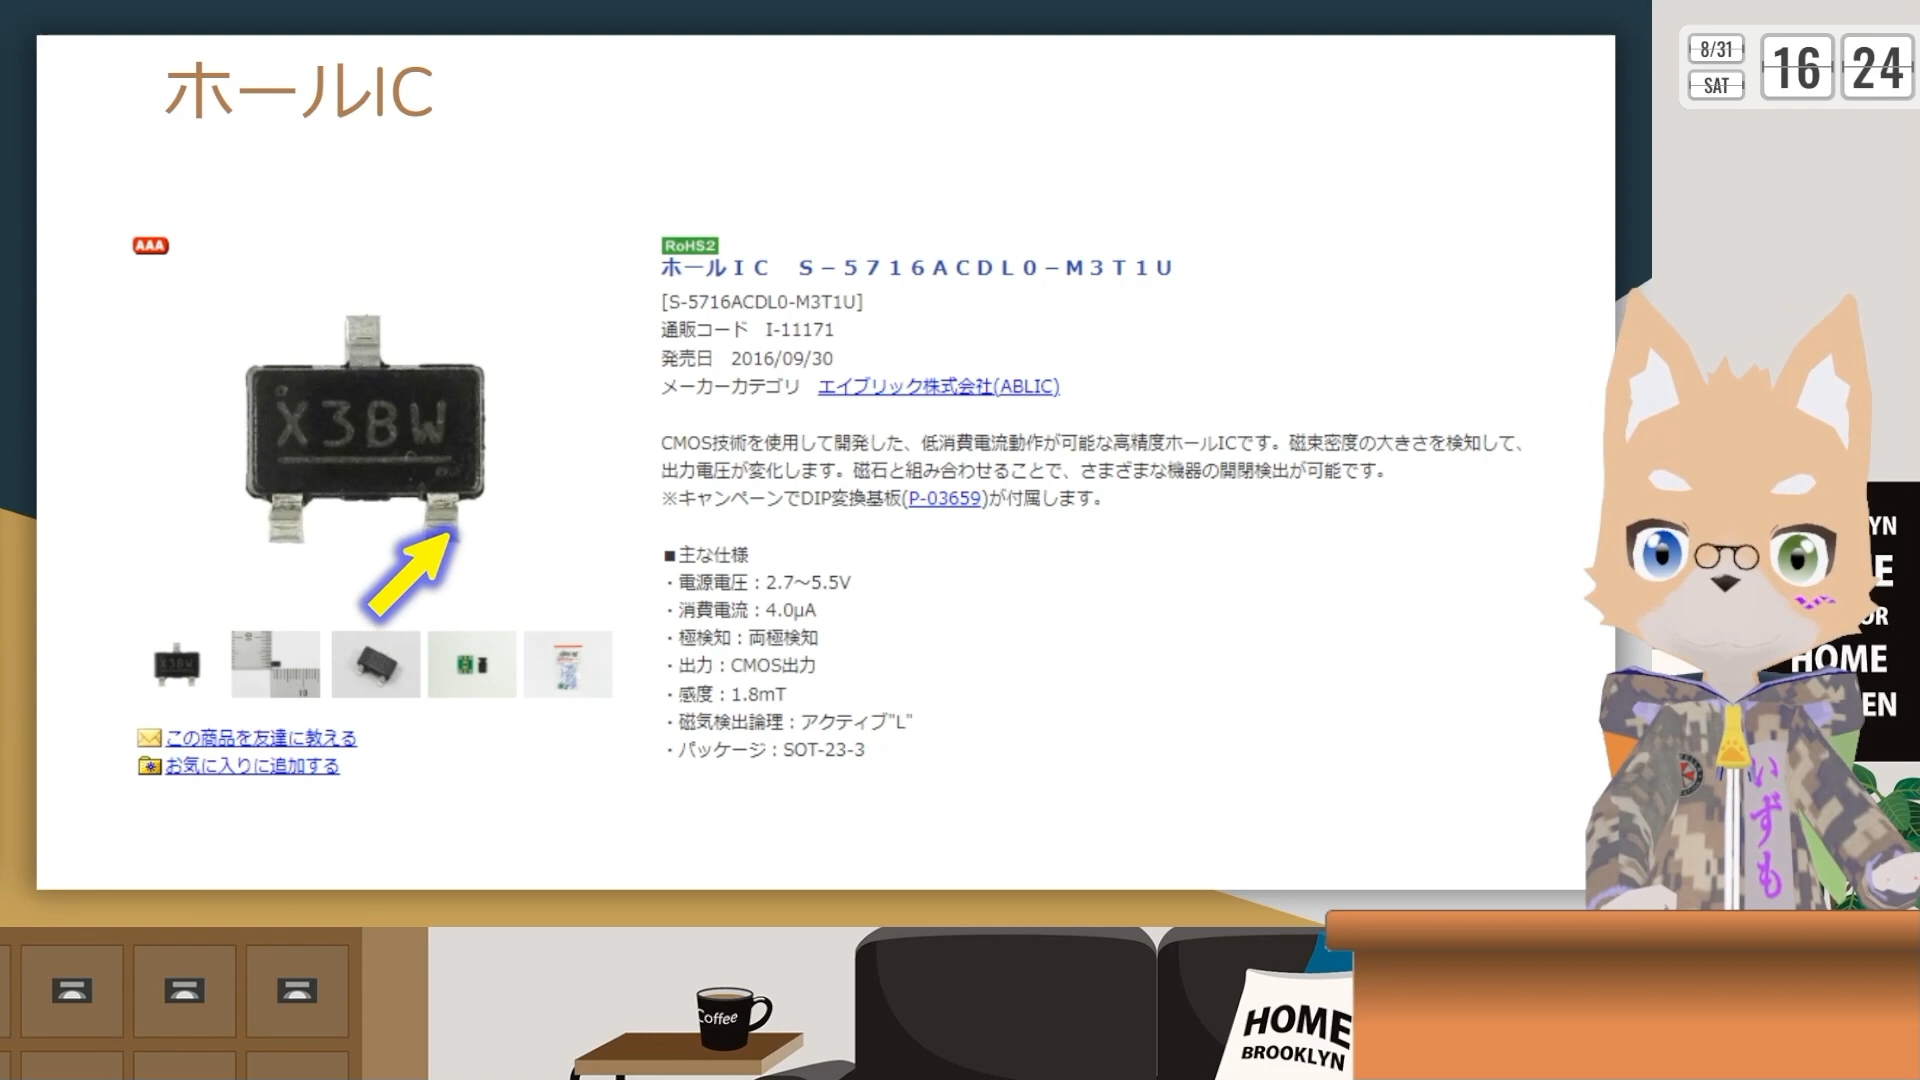 ホールIC
8/31
SAT
16 24
AAA
RoHS2
ホールＩＣ　Ｓ－５７１６ＡＣＤＬ０－Ｍ３Ｔ１Ｕ
[S-5716ACDL0-M3T1U]
通販コード　I-11171
発売日　2016/09/30
メーカーカテゴリ　エイブリック株式会社(ABLIC)
X3BW
CMOS技術を使用して開発した、低消費電流動作が可能な高精度ホールICです。磁束密度の大きさを検知して、
出力電圧が変化します。磁石と組み合わせることで、さまざまな機器の開閉検出が可能です。
※キャンペーンでDIP変換基板(P-03659)が付属します。
■主な仕様
・電源電圧：2.7～5.5V
・消費電流：4.0μA
・極検知：両極検知
・出力：CMOS出力
・感度：1.8mT
・磁気検出論理：アクティブ"L"
・パッケージ：SOT-23-3
この商品を友達に教える
お気に入りに追加する
YN
E
OR
HOME
EN
いずも
Coffee
HOME
BROOKLYN